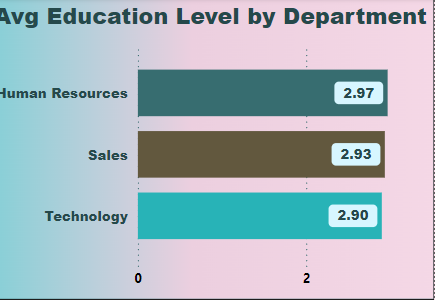 Avg Education Level by Department
Human Resources 2.97
Sales 2.93
Technology 2.90
0 2